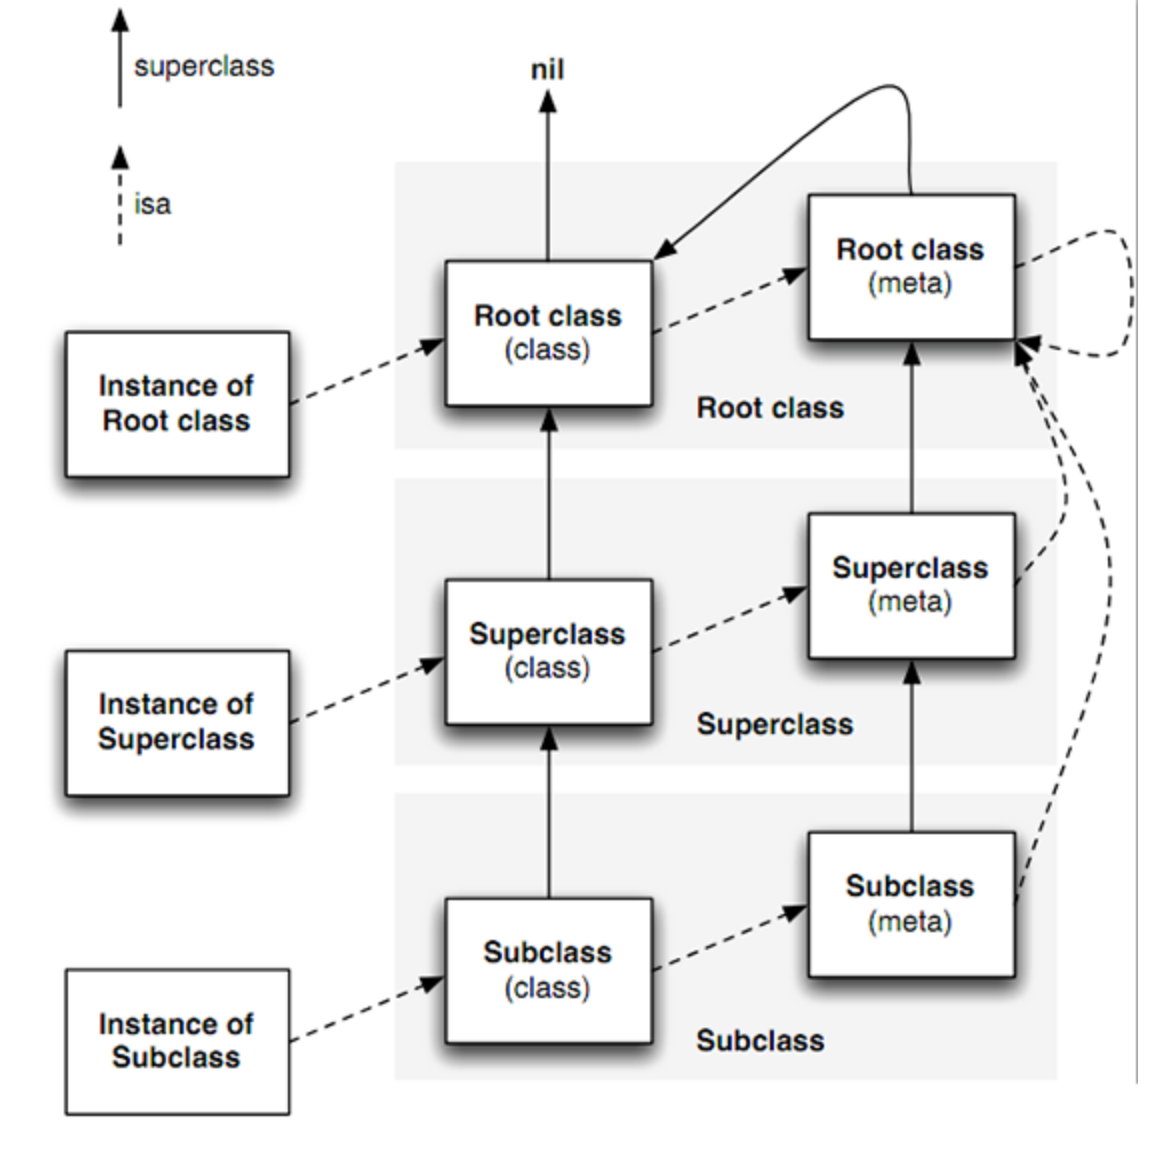 superclass
nil
isa
Root class
(meta)
Root class
(class)
Instance of
Root class
Root class
Superclass
(meta)
Superclass
(class)
Instance of
Superclass
Superclass
Subclass
(meta)
Subclass
(class)
Instance of
Subclass
Subclass